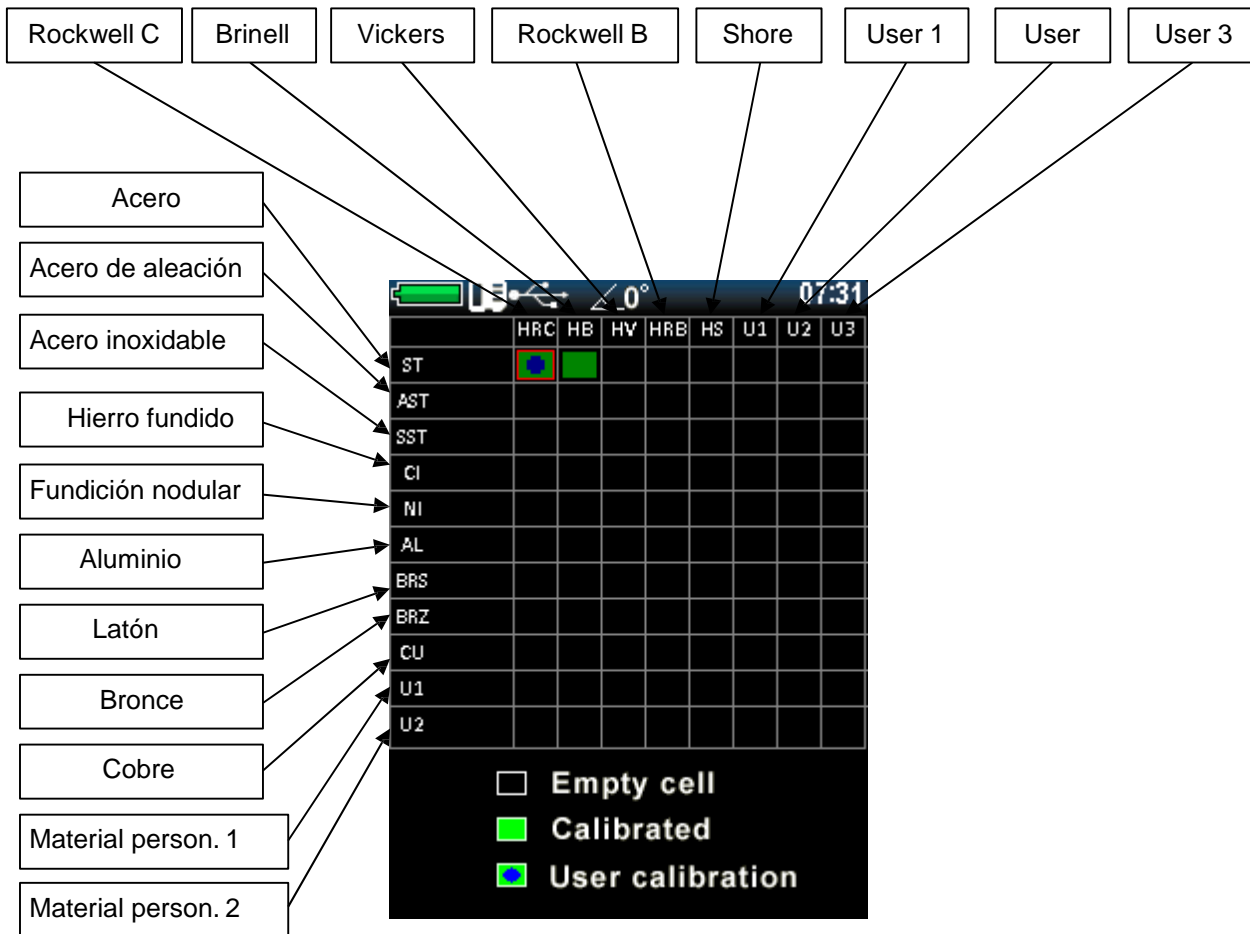 Rockwell C Brinell Vickers Rockwell B Shore User 1 User User 3
Acero
Acero de aleación
Acero inoxidable
Hierro fundido
Fundición nodular
Aluminio
Latón
Bronce
Cobre
Material person. 1
Material person. 2
_0° 07:31
HRC HB HV HRB HS U1 U2 U3
ST
AST
SST
CI
NI
AL
BRS
BRZ
CU
U1
U2
Empty cell
Calibrated
User calibration